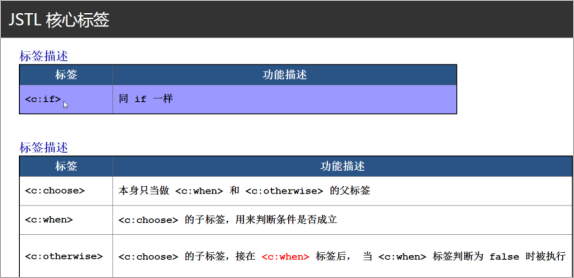 JSTL 核心标签
标签描述
标签 功能描述
<c:if> 同 if 一样
标签描述
标签 功能描述
<c:choose> 本身只当做 <c:when> 和 <c:otherwise> 的父标签
<c:when> <c:choose> 的子标签，用来判断条件是否成立
<c:otherwise> <c:choose> 的子标签，接在 <c:when> 标签后， 当 <c:when> 标签判断为 false 时被执行